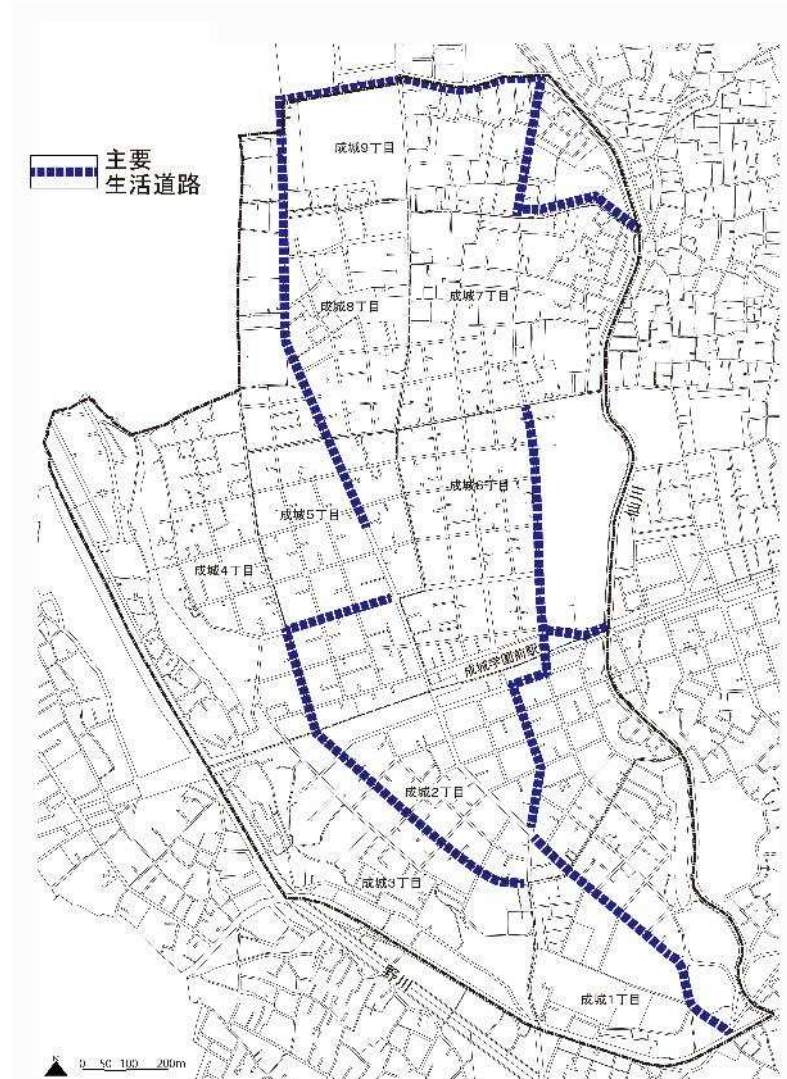 主要
生活道路
成城9丁目
成城7丁目
成城8丁目
成城6丁目
成城5丁目
成城4丁目
成城学園前駅
成城2丁目
成城3丁目
野川
成城1丁目
0 50 100 200m